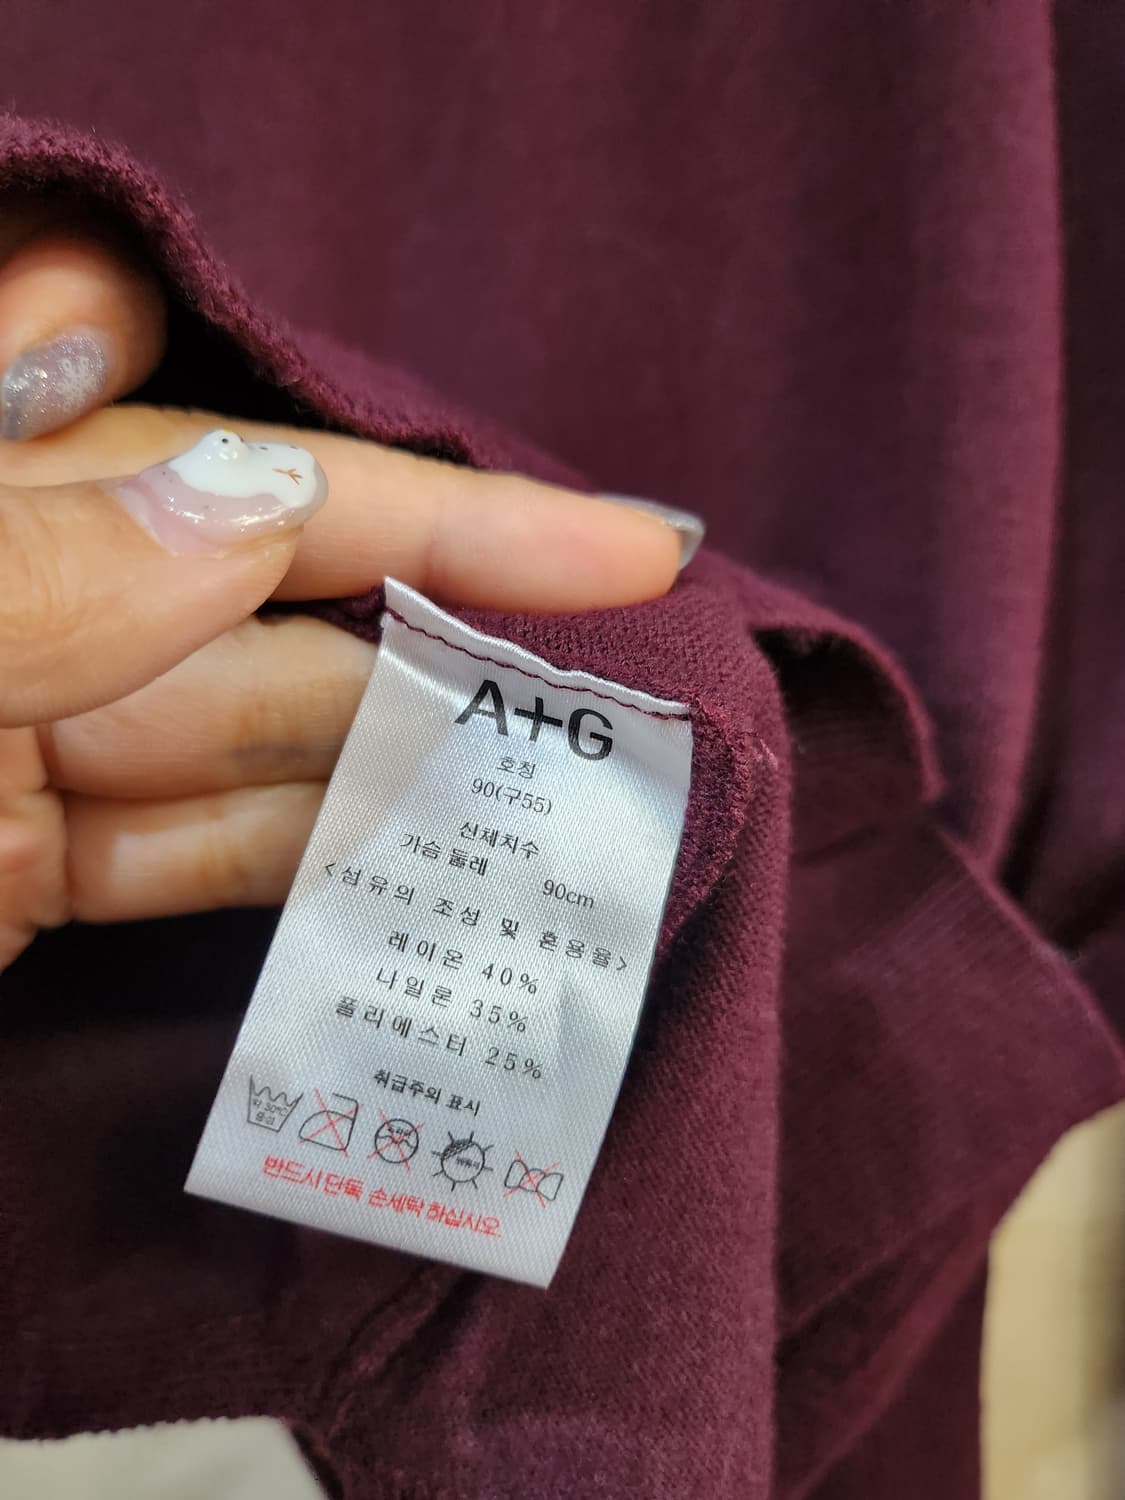 A+G
호칭
90(구55)
신체치수
가슴 둘레 90cm
<섬유의 조성 및 혼용율>
레이온 40%
나일론 35%
폴리에스터 25%
취급주의 표시
반드시 단독 손세탁 하십시오.